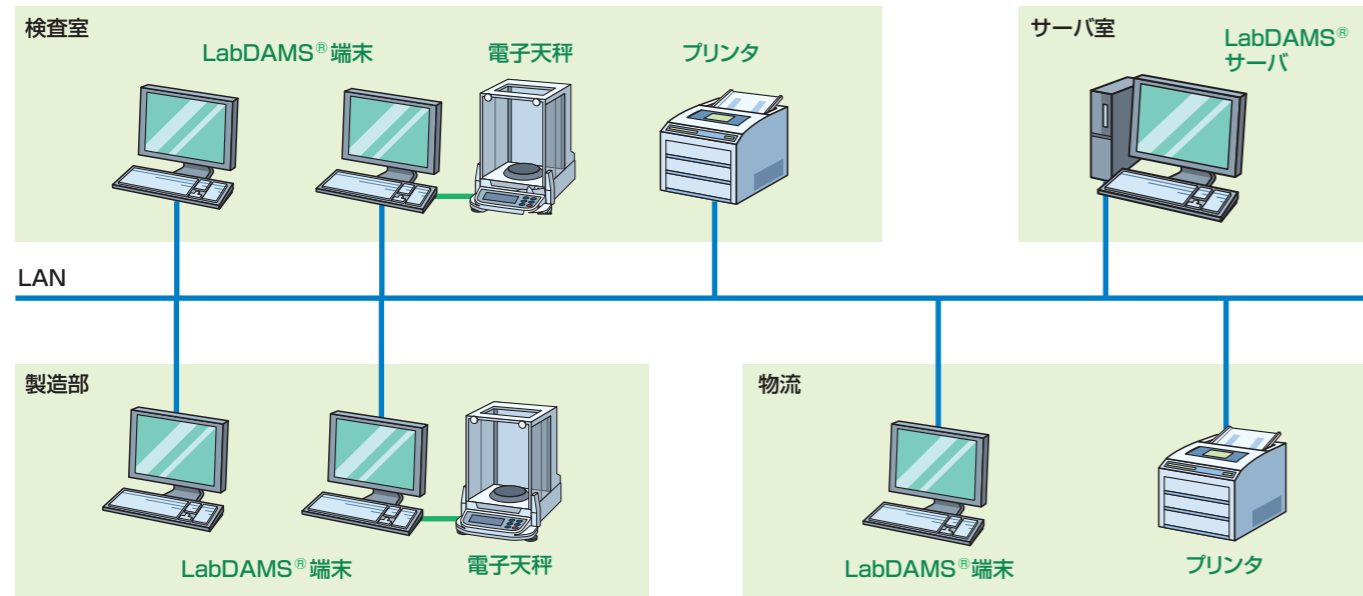 検査室
LabDAMS®端末
電子天秤
プリンタ
サーバ室
LabDAMS®
サーバ
LAN
製造部
LabDAMS®端末
電子天秤
物流
LabDAMS®端末
プリンタ